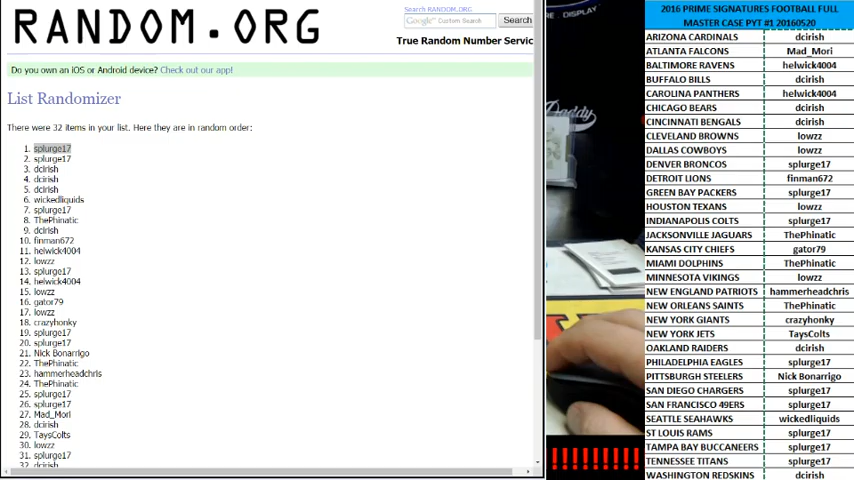 RANDOM.ORG
Search RANDOM.ORG
Google™ Custom Search
Search
True Random Number Servic
Do you own an iOS or Android device? Check out our app!
List Randomizer
There were 32 items in your list. Here they are in random order:
1. splurge17
2. splurge17
3. dcirish
4. dcirish
5. dcirish
6. wickedliquids
7. splurge17
8. ThePhinatic
9. dcirish
10. finman672
11. helwick4004
12. lowzz
13. splurge17
14. helwick4004
15. lowzz
16. gator79
17. lowzz
18. crazyhonky
19. splurge17
20. splurge17
21. Nick Bonarrigo
22. ThePhinatic
23. hammerheadchris
24. ThePhinatic
25. splurge17
26. splurge17
27. Mad_Mori
28. dcirish
29. TaysColts
30. lowzz
31. splurge17
32. dcirish
PLAY
DISPLAY
Daddy
!!!!!!!!!
2016 PRIME SIGNATURES FOOTBALL FULL
MASTER CASE PYT #1 20160520
ARIZONA CARDINALS dcirish
ATLANTA FALCONS Mad_Mori
BALTIMORE RAVENS helwick4004
BUFFALO BILLS dcirish
CAROLINA PANTHERS helwick4004
CHICAGO BEARS dcirish
CINCINNATI BENGALS dcirish
CLEVELAND BROWNS lowzz
DALLAS COWBOYS lowzz
DENVER BRONCOS splurge17
DETROIT LIONS finman672
GREEN BAY PACKERS splurge17
HOUSTON TEXANS lowzz
INDIANAPOLIS COLTS splurge17
JACKSONVILLE JAGUARS ThePhinatic
KANSAS CITY CHIEFS gator79
MIAMI DOLPHINS ThePhinatic
MINNESOTA VIKINGS lowzz
NEW ENGLAND PATRIOTS hammerheadchris
NEW ORLEANS SAINTS ThePhinatic
NEW YORK GIANTS crazyhonky
NEW YORK JETS TaysColts
OAKLAND RAIDERS dcirish
PHILADELPHIA EAGLES splurge17
PITTSBURGH STEELERS Nick Bonarrigo
SAN DIEGO CHARGERS splurge17
SAN FRANCISCO 49ERS splurge17
SEATTLE SEAHAWKS wickedliquids
ST LOUIS RAMS splurge17
TAMPA BAY BUCCANEERS splurge17
TENNESSEE TITANS splurge17
WASHINGTON REDSKINS dcirish